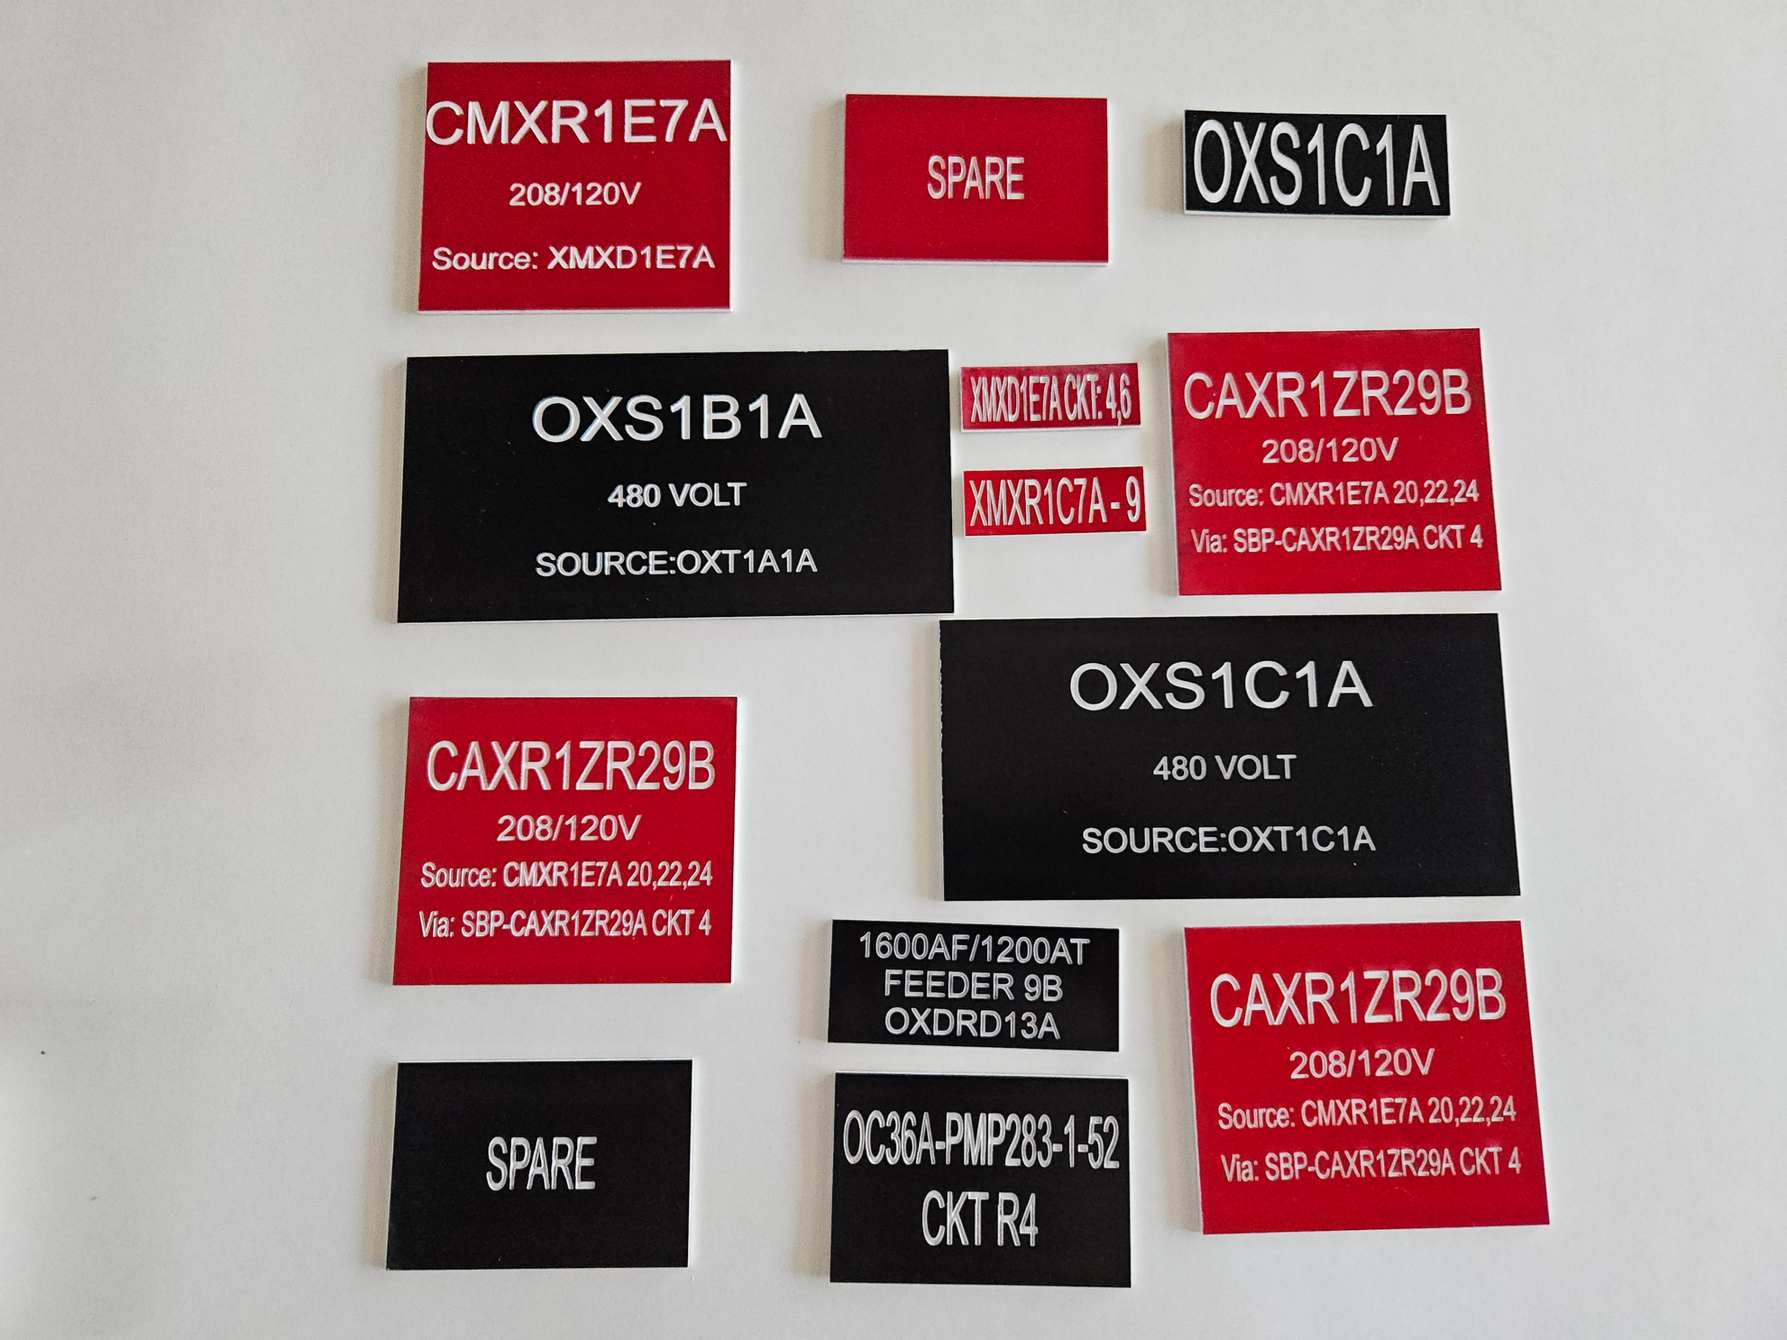 CMXR1E7A
208/120V
Source: XMXD1E7A
SPARE
OXS1C1A
OXS1B1A
480 VOLT
SOURCE:OXT1A1A
XMXD1E7A CKT: 4,6
XMXR1C7A - 9
CAXR1ZR29B
208/120V
Source: CMXR1E7A 20,22,24
Via: SBP-CAXR1ZR29A CKT 4
OXS1C1A
480 VOLT
SOURCE:OXT1C1A
CAXR1ZR29B
208/120V
Source: CMXR1E7A 20,22,24
Via: SBP-CAXR1ZR29A CKT 4
1600AF/1200AT
FEEDER 9B
OXDRD13A
CAXR1ZR29B
208/120V
Source: CMXR1E7A 20,22,24
Via: SBP-CAXR1ZR29A CKT 4
SPARE
OC36A-PMP283-1-52
CKT R4